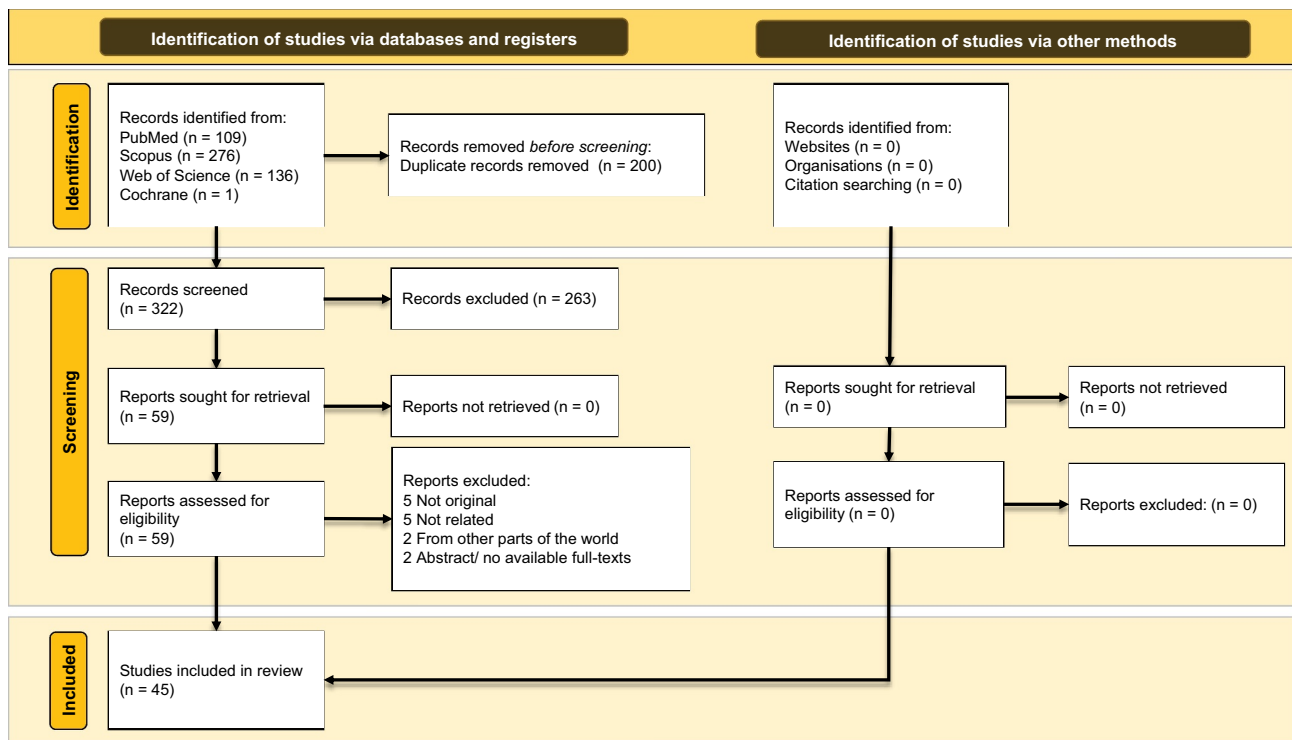 Identification of studies via databases and registers
Identification of studies via other methods
Identification
Records identified from:
PubMed (n = 109)
Scopus (n = 276)
Web of Science (n = 136)
Cochrane (n = 1)
Records removed before screening:
Duplicate records removed (n = 200)
Records identified from:
Websites (n = 0)
Organisations (n = 0)
Citation searching (n = 0)
Screening
Records screened
(n = 322)
Records excluded (n = 263)
Reports sought for retrieval
(n = 59)
Reports not retrieved (n = 0)
Reports sought for retrieval
(n = 0)
Reports not retrieved
(n = 0)
Reports assessed for
eligibility
(n = 59)
Reports excluded:
5 Not original
5 Not related
2 From other parts of the world
2 Abstract/ no available full-texts
Reports assessed for
eligibility (n = 0)
Reports excluded: (n = 0)
Included
Studies included in review
(n = 45)